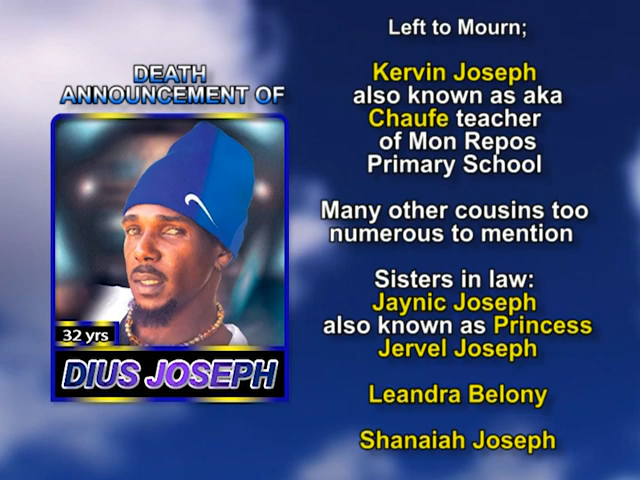 DEATH
ANNOUNCEMENT OF
32 yrs
DIUS JOSEPH
Left to Mourn;
Kervin Joseph
also known as aka
Chaufe teacher
of Mon Repos
Primary School
Many other cousins too
numerous to mention
Sisters in law:
Jaynic Joseph
also known as Princess
Jervel Joseph
Leandra Belony
Shanaiah Joseph